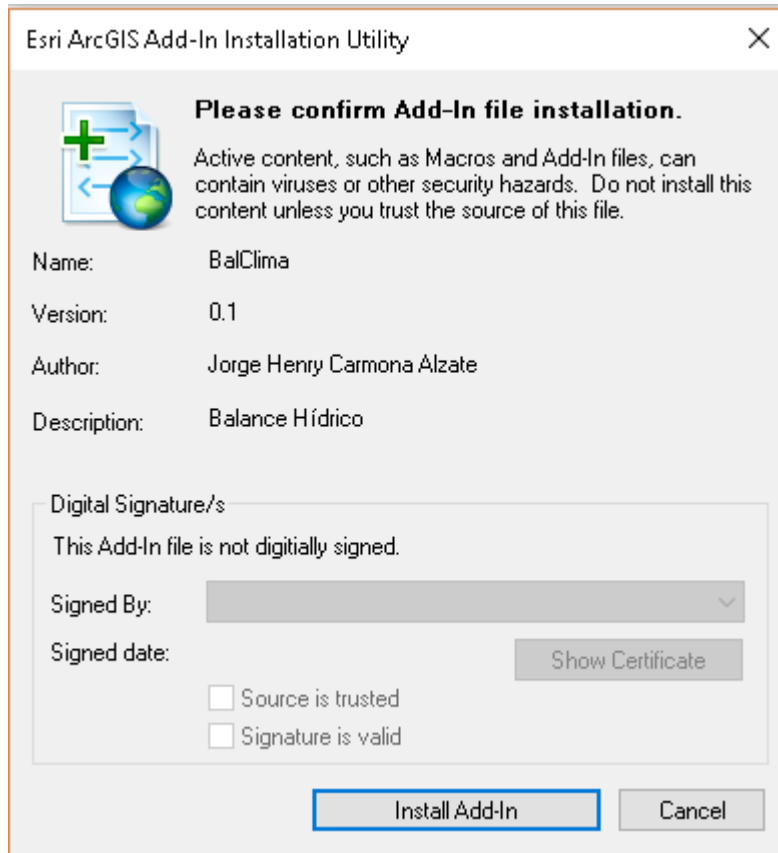 Esri ArcGIS Add-In Installation Utility
Please confirm Add-In file installation.
Active content, such as Macros and Add-In files, can
contain viruses or other security hazards. Do not install this
content unless you trust the source of this file.
Name: BalClima
Version: 0.1
Author: Jorge Henry Carmona Alzate
Description: Balance Hídrico
Digital Signature/s
This Add-In file is not digitially signed.
Signed By:
Signed date:
Show Certificate
Source is trusted
Signature is valid
Install Add-In Cancel